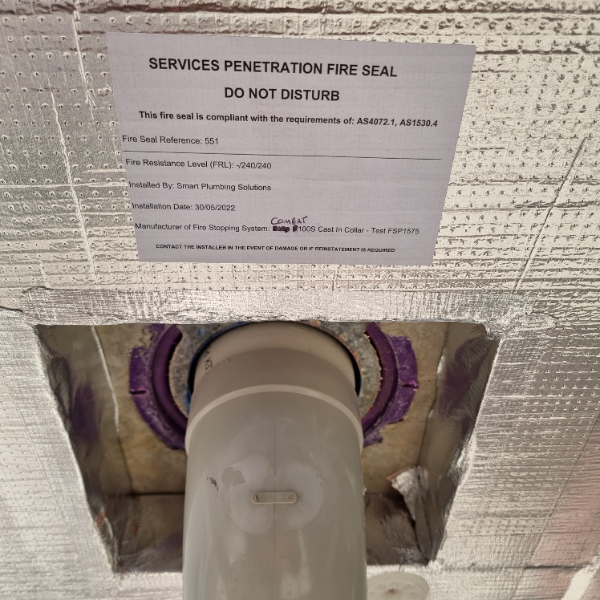 SERVICES PENETRATION FIRE SEAL
DO NOT DISTURB
This fire seal is compliant with the requirements of: AS4072.1, AS1530.4
Fire Seal Reference: 551
Fire Resistance Level (FRL): -/240/240
Installed By: Smart Plumbing Solutions
Installation Date: 30/05/2022
COMBAT
Manufacturer of Fire Stopping System: 100S Cast In Collar - Test FSP1575
CONTACT THE INSTALLER IN THE EVENT OF DAMAGE OR IF REINSTATEMENT IS REQUIRED